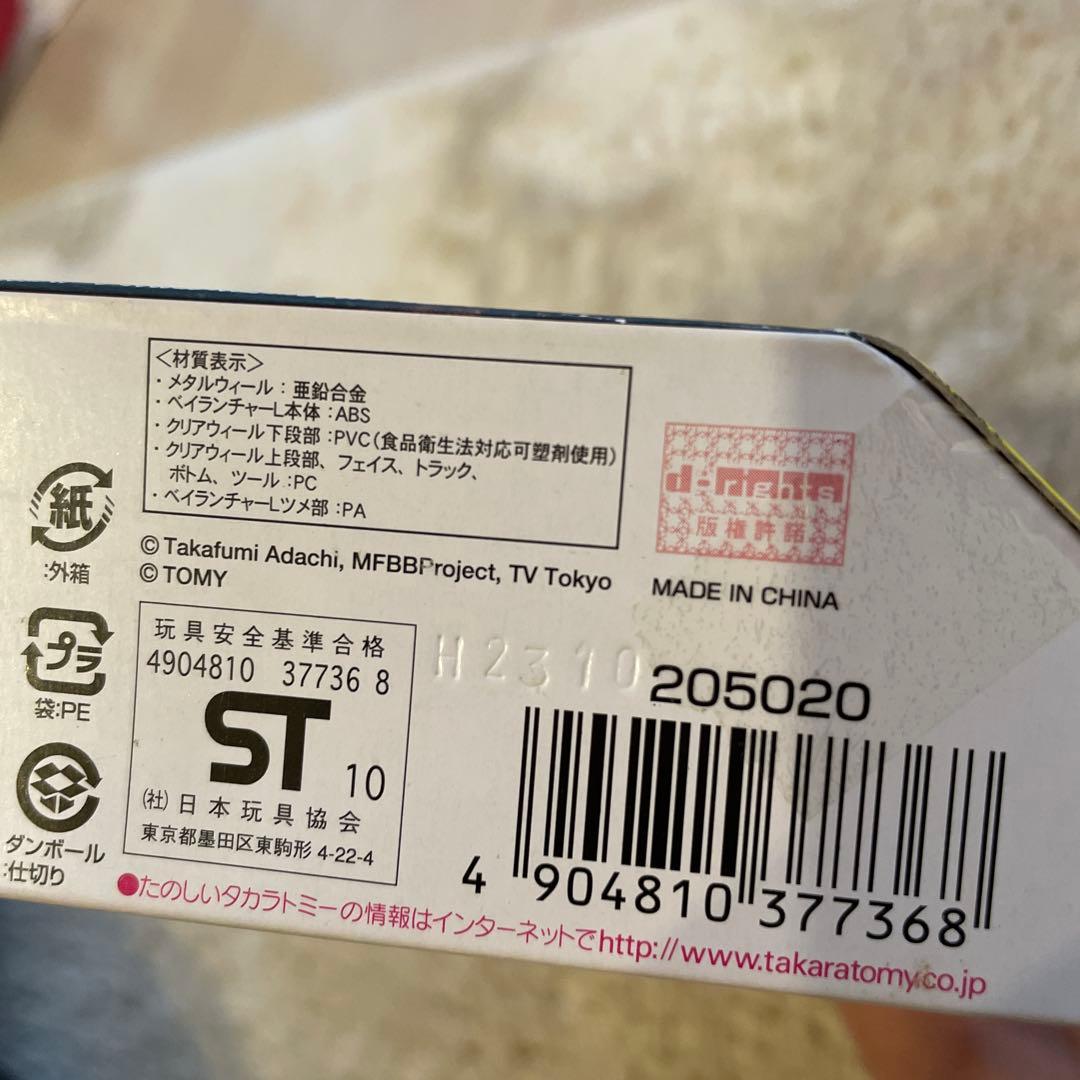 ＜材質表示＞
・メタルウィール：亜鉛合金
・ベイランチャーL本体:ABS
・クリアウィール下段部:PVC(食品衛生法対応可塑剤使用)
・クリアウィール上段部、フェイス、トラック、
ボトム、ツール:PC
・ベイランチャーLツメ部:PA
d-rights
版権許諾
紙
:外箱
© Takafumi Adachi, MFBBProject, TV Tokyo
© TOMY
MADE IN CHINA
プラ
袋:PE
玩具安全基準合格
4904810 37736 8
ST 10
(社)日本玩具協会
東京都墨田区東駒形 4-22-4
H2310
205020
4 904810 377368
ダンボール
:仕切り
●たのしいタカラトミーの情報はインターネットでhttp://www.takaratomy.co.jp